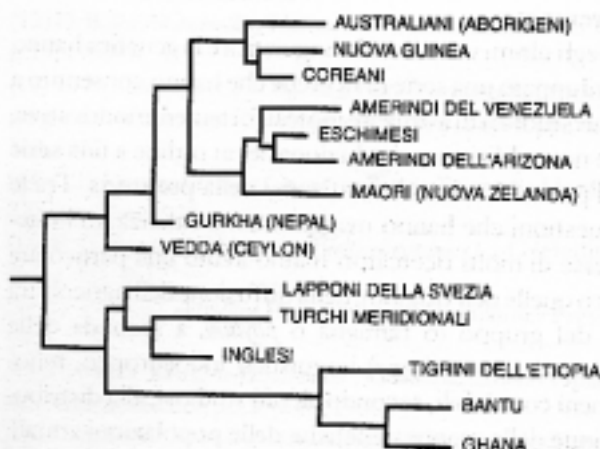 AUSTRALIANI (ABORIGENI)
NUOVA GUINEA
COREANI
AMERINDI DEL VENEZUELA
ESCHIMESI
AMERINDI DELL'ARIZONA
MAORI (NUOVA ZELANDA)
GURKHA (NEPAL)
VEDDA (CEYLON)
LAPPONI DELLA SVEZIA
TURCHI MERIDIONALI
INGLESI
TIGRINI DELL'ETIOPIA
BANTU
GHANA